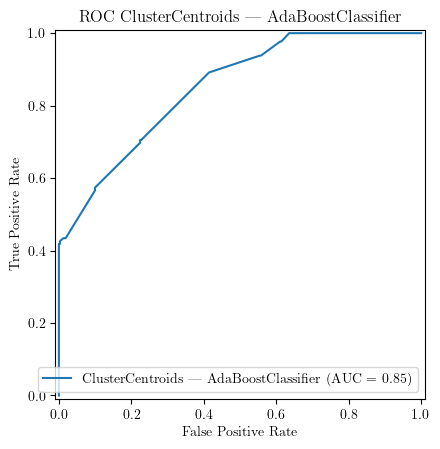 ROC ClusterCentroids — AdaBoostClassifier
True Positive Rate
1.0
0.8
0.6
0.4
0.2
0.0
ClusterCentroids — AdaBoostClassifier (AUC = 0.85)
0.0 0.2 0.4 0.6 0.8 1.0
False Positive Rate